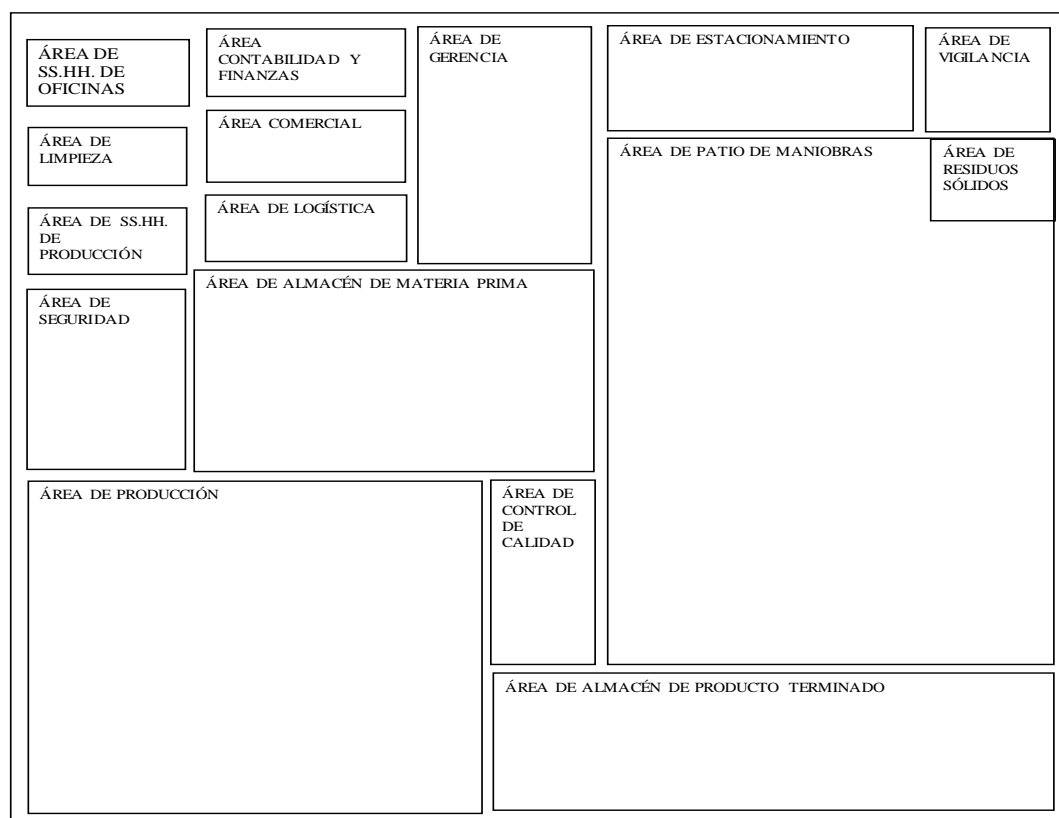 ÁREA DE
SS.HH. DE
OFICINAS
ÁREA
CONTABILIDAD Y
FINANZAS
ÁREA DE
GERENCIA
ÁREA DE ESTACIONAMIENTO
ÁREA DE
VIGILANCIA
ÁREA DE
LIMPIEZA
ÁREA COMERCIAL
ÁREA DE PATIO DE MANIOBRAS
ÁREA DE
RESIDUOS
SÓLIDOS
ÁREA DE SS.HH.
DE
PRODUCCIÓN
ÁREA DE LOGÍSTICA
ÁREA DE
SEGURIDAD
ÁREA DE ALMACÉN DE MATERIA PRIMA
ÁREA DE PRODUCCIÓN
ÁREA DE
CONTROL
DE
CALIDAD
ÁREA DE ALMACÉN DE PRODUCTO TERMINADO